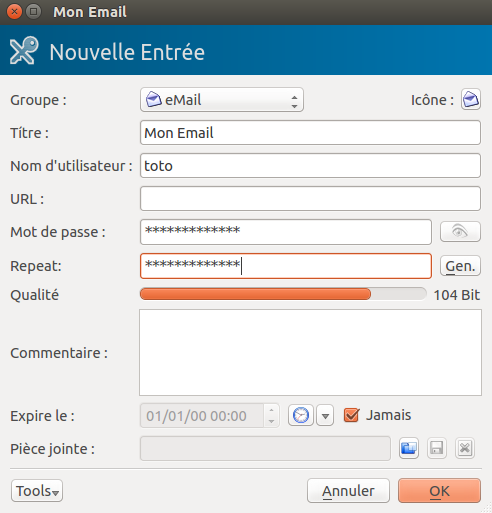 Mon Email
Nouvelle Entrée
Groupe : eMail Icône :
Títre : Mon Email
Nom d'utilisateur : toto
URL :
Mot de passe : *************
Repeat: ************* Gen.
Qualité 104 Bit
Commentaire :
Expire le : 01/01/00 00:00 Jamais
Pièce jointe :
Tools Annuler OK